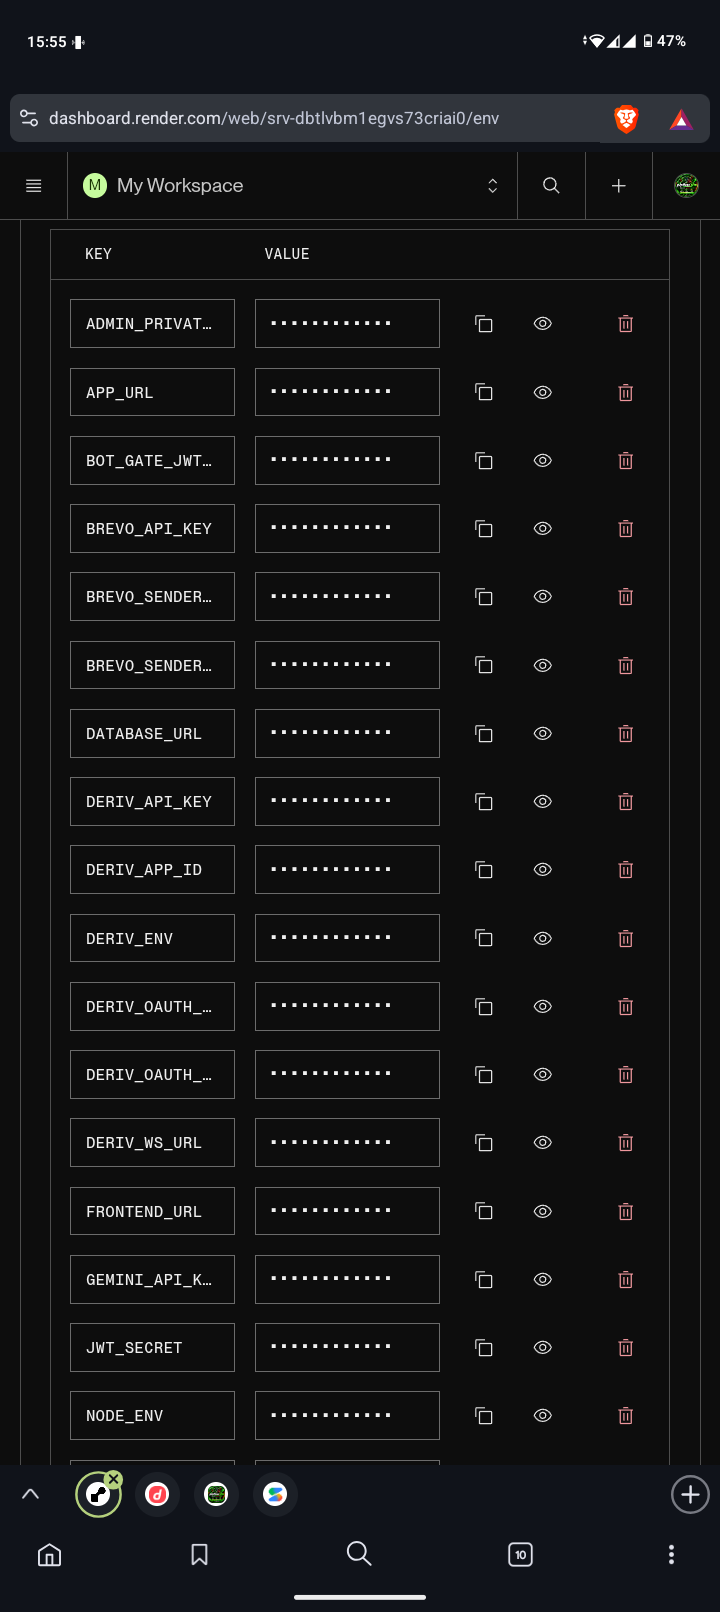 15:55
47%
dashboard.render.com/web/srv-dbtlvbm1egvs73criai0/env
M My Workspace
KEY VALUE
ADMIN_PRIVAT… ••••••••••••
APP_URL ••••••••••••
BOT_GATE_JWT… ••••••••••••
BREVO_API_KEY ••••••••••••
BREVO_SENDER… ••••••••••••
BREVO_SENDER… ••••••••••••
DATABASE_URL ••••••••••••
DERIV_API_KEY ••••••••••••
DERIV_APP_ID ••••••••••••
DERIV_ENV ••••••••••••
DERIV_OAUTH_… ••••••••••••
DERIV_OAUTH_… ••••••••••••
DERIV_WS_URL ••••••••••••
FRONTEND_URL ••••••••••••
GEMINI_API_K… ••••••••••••
JWT_SECRET ••••••••••••
NODE_ENV ••••••••••••
d
10